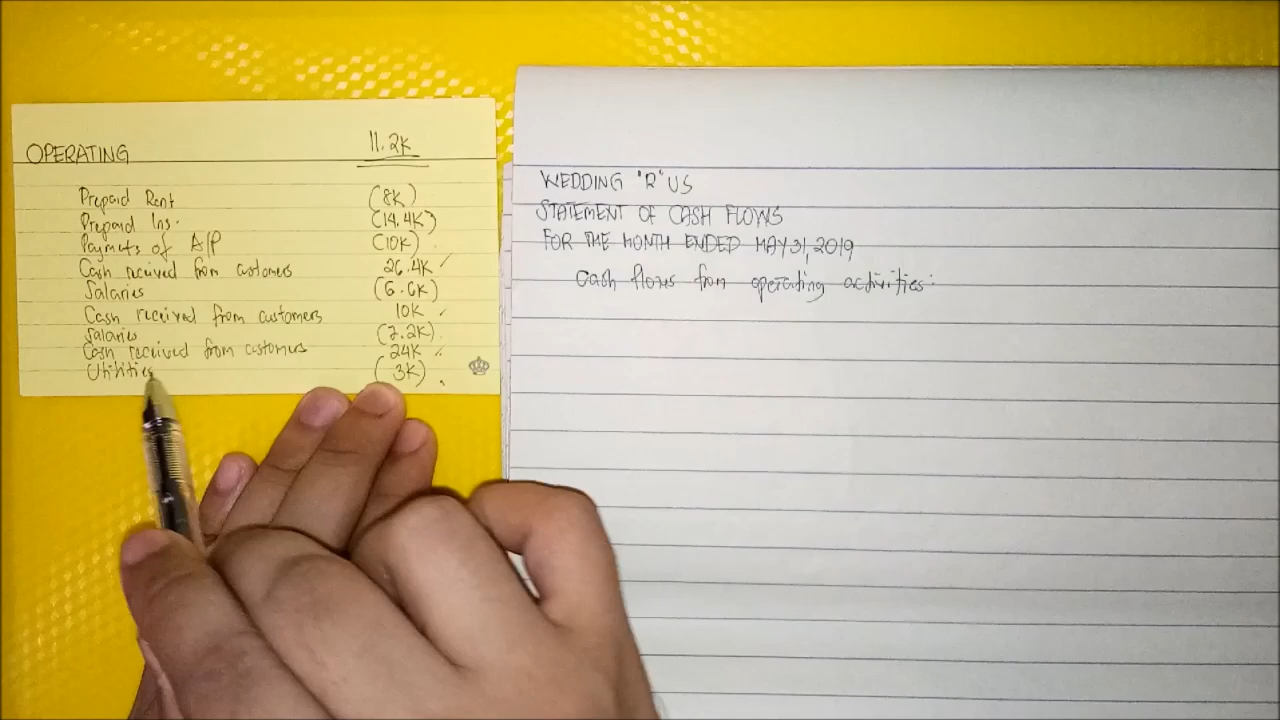 OPERATING 11.2K
Prepaid Rent (8K)
Prepaid Ins. (14.4K)
Paymets of A/P (10K)
Cash received from customers 26.4K ✓
Salaries (6.6K)
Cash received from customers 10K ✓
Salaries (7.2K)
Cash received from customers 24K ✓
Utilities (3K)
WEDDING "R" US
STATEMENT OF CASH FLOWS
FOR THE MONTH ENDED MAY 31, 2019
Cash flows from operating activities: